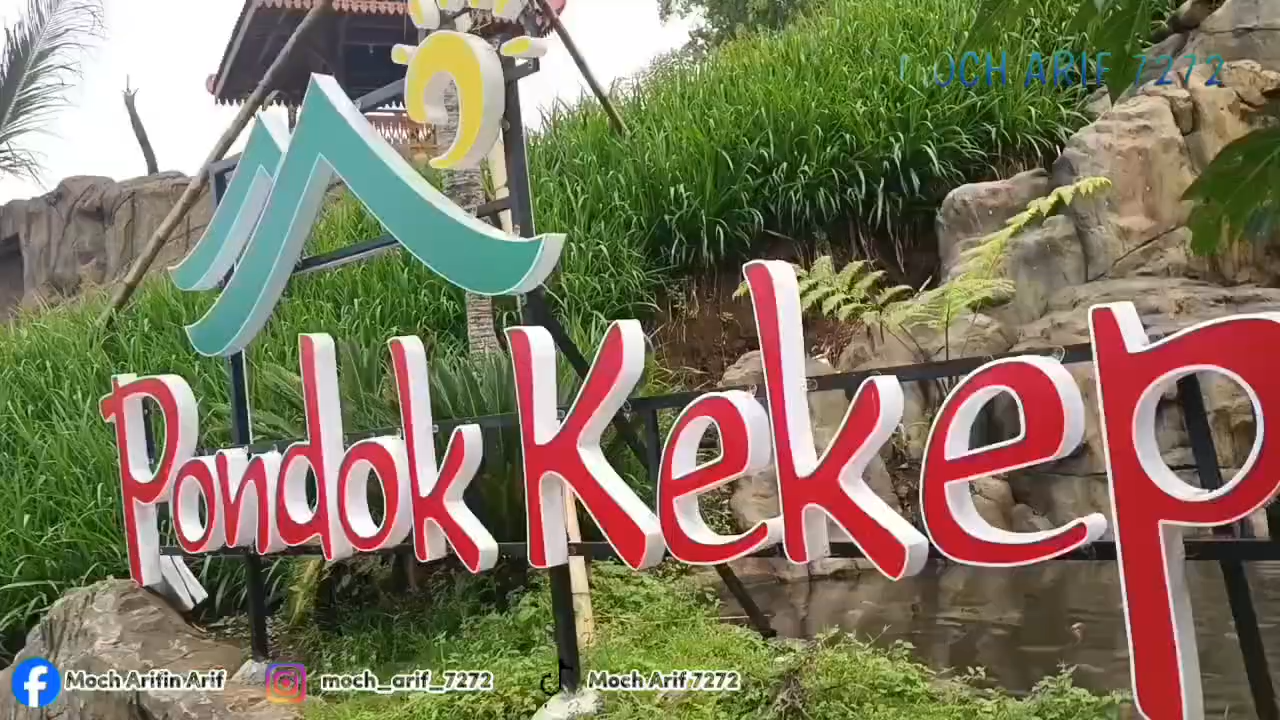 MOCH ARIF 7272
Pondok Kekep
Moch Arifin Arif
moch_arif_7272
Moch Arif 7272